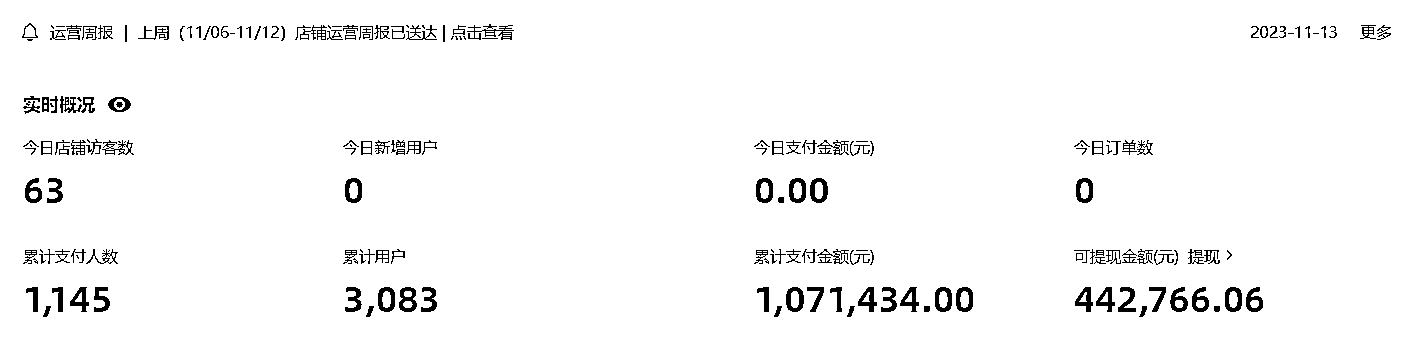 运营周报 | 上周（11/06-11/12）店铺运营周报已送达 | 点击查看 2023-11-13 更多
实时概况
今日店铺访客数 今日新增用户 今日支付金额(元) 今日订单数
63 0 0.00 0
累计支付人数 累计用户 累计支付金额(元) 可提现金额(元) 提现 >
1,145 3,083 1,071,434.00 442,766.06